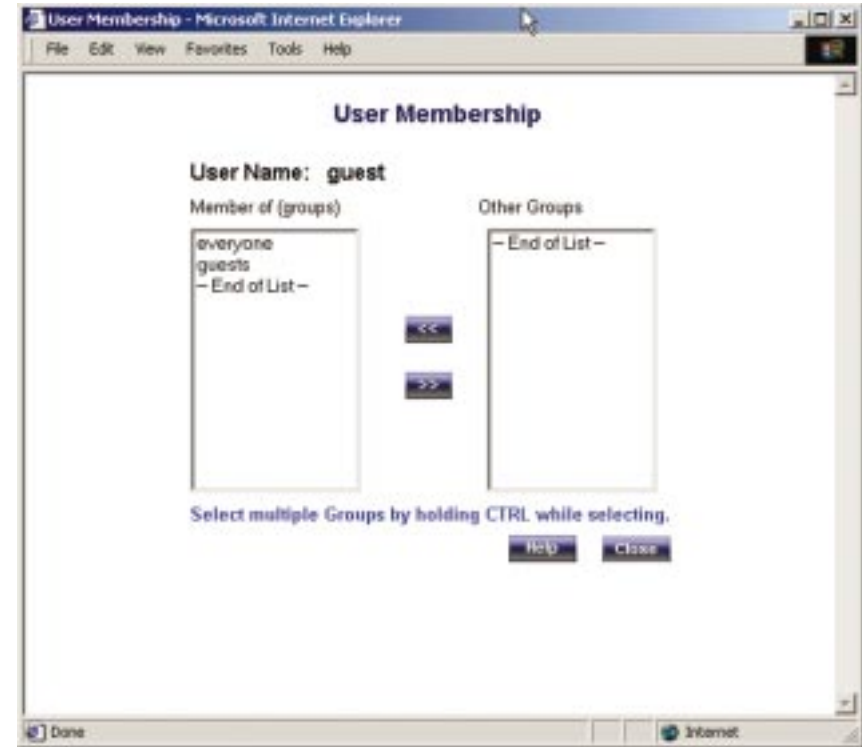 User Membership - Microsoft Internet Explorer
File Edit View Favorites Tools Help
User Membership
User Name: guest
Member of (groups) Other Groups
everyone
guests
-- End of List --
-- End of List --
<<
>>
Select multiple Groups by holding CTRL while selecting.
Help Close
Done Internet